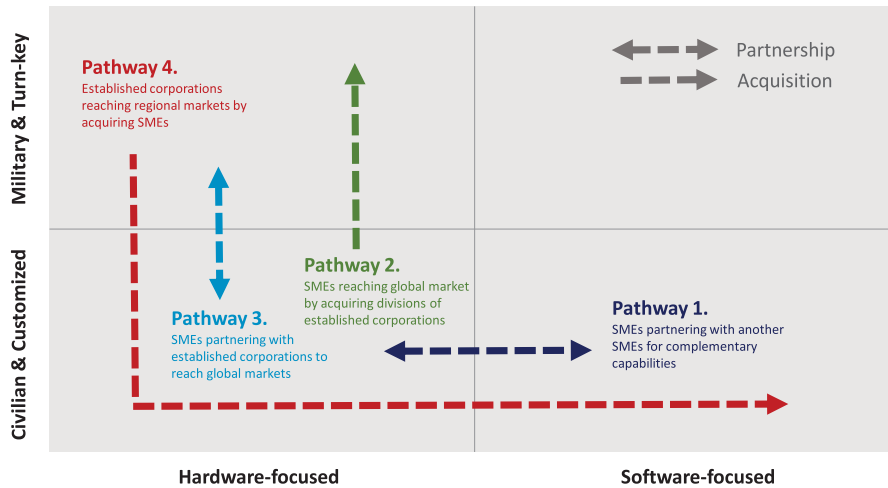 Military & Turn-key
Civilian & Customized
Pathway 4.
Established corporations
reaching regional markets by
acquiring SMEs
Partnership
Acquisition
Pathway 2.
SMEs reaching global market
by acquiring divisions of
established corporations
Pathway 3.
SMEs partnering with
established corporations to
reach global markets
Pathway 1.
SMEs partnering with another
SMEs for complementary
capabilities
Hardware-focused
Software-focused